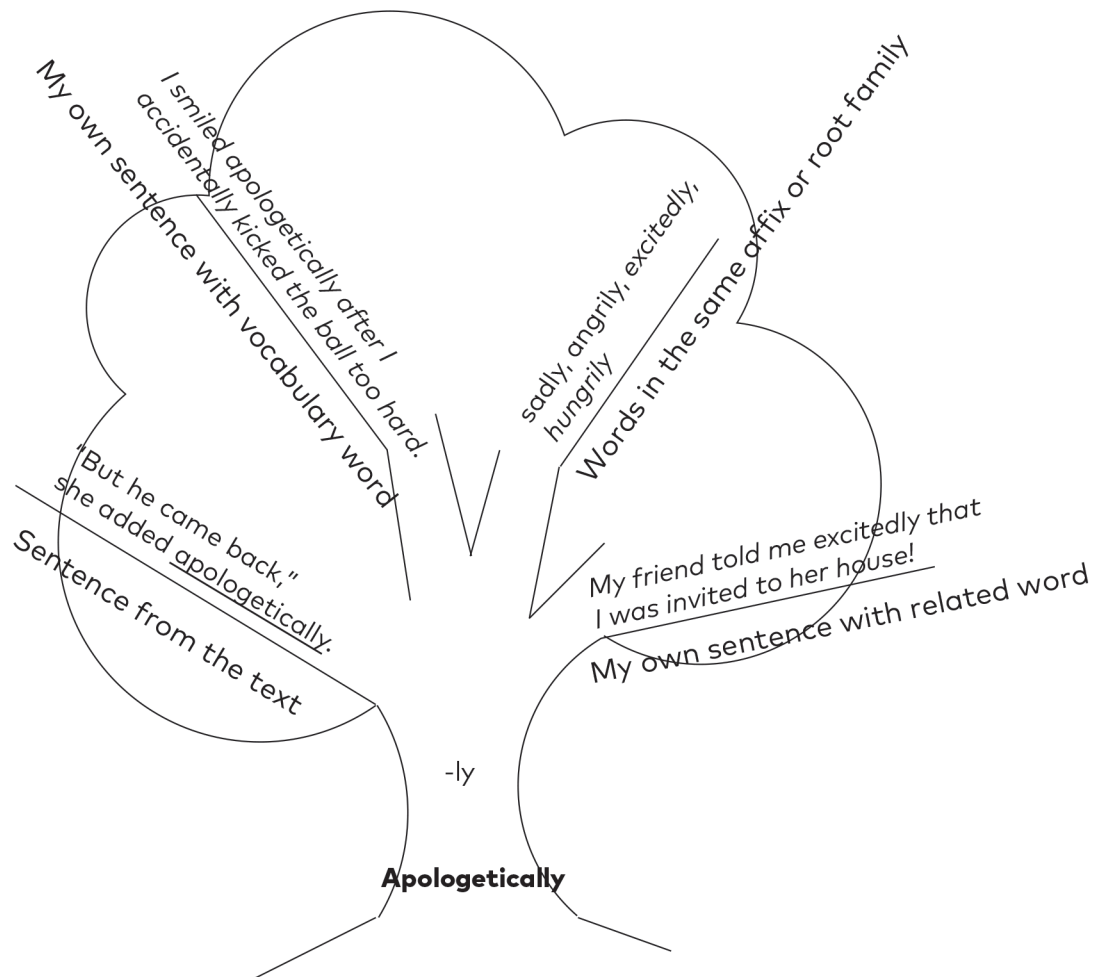 I smiled apologetically after I
accidentally kicked the ball too hard.
My own sentence with vocabulary word
sadly, angrily, excitedly,
hungrily
Words in the same affix or root family
"But he came back,"
she added apologetically.
Sentence from the text
My friend told me excitedly that
I was invited to her house!
My own sentence with related word
-ly
Apologetically